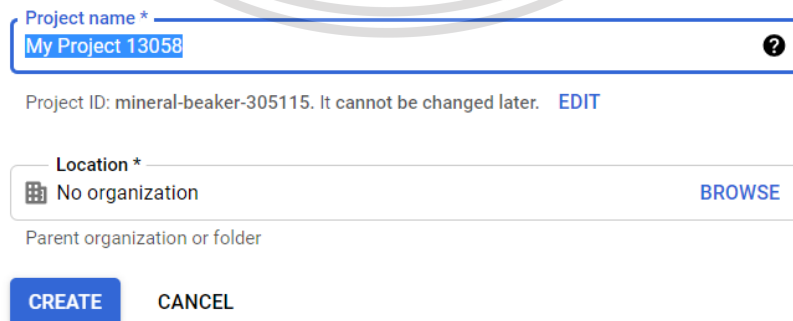 Project name *
My Project 13058
Project ID: mineral-beaker-305115. It cannot be changed later. EDIT
Location *
No organization BROWSE
Parent organization or folder
CREATE CANCEL